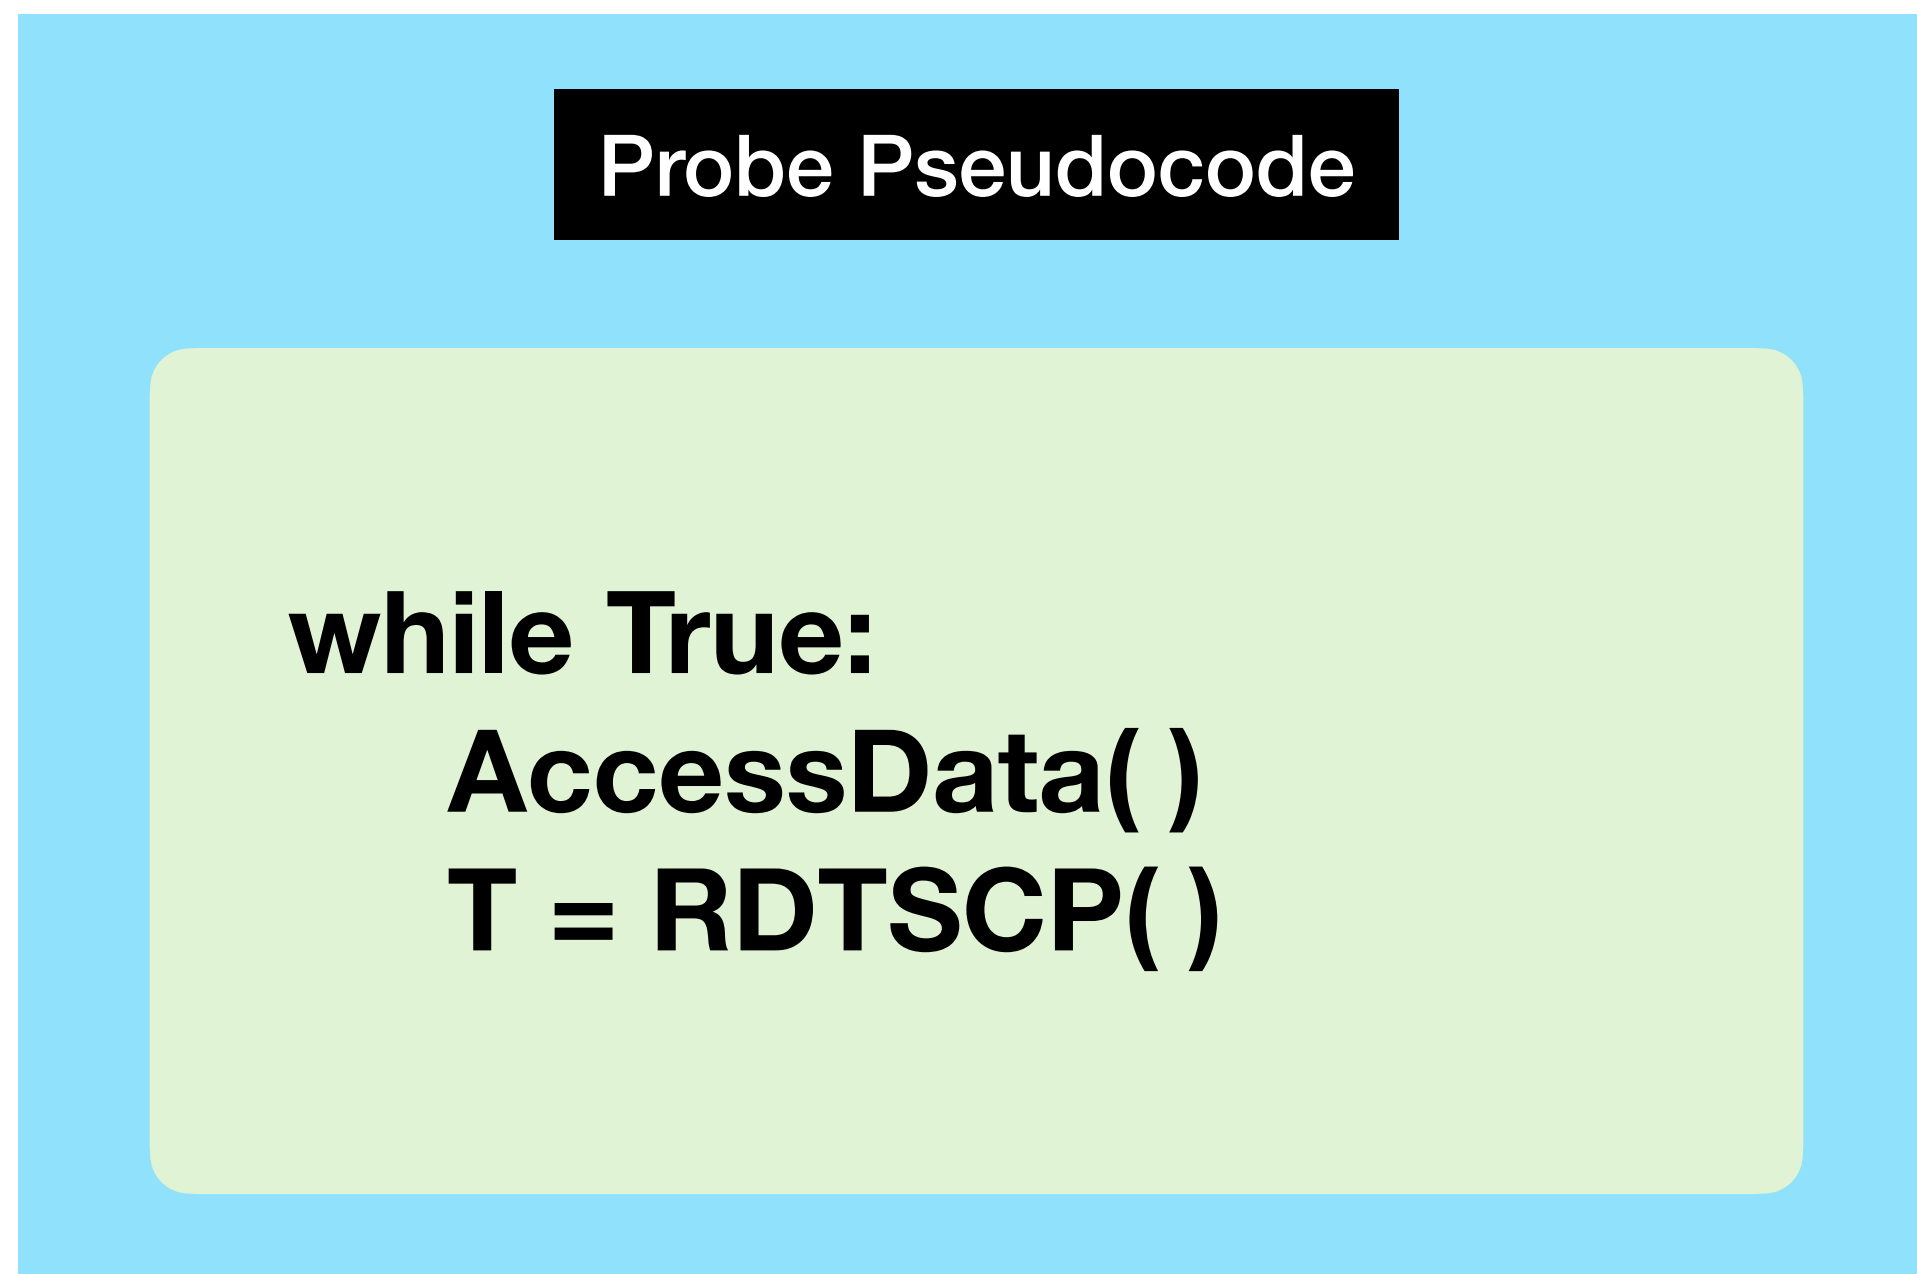 Probe Pseudocode
while True:
AccessData( )
T = RDTSCP( )